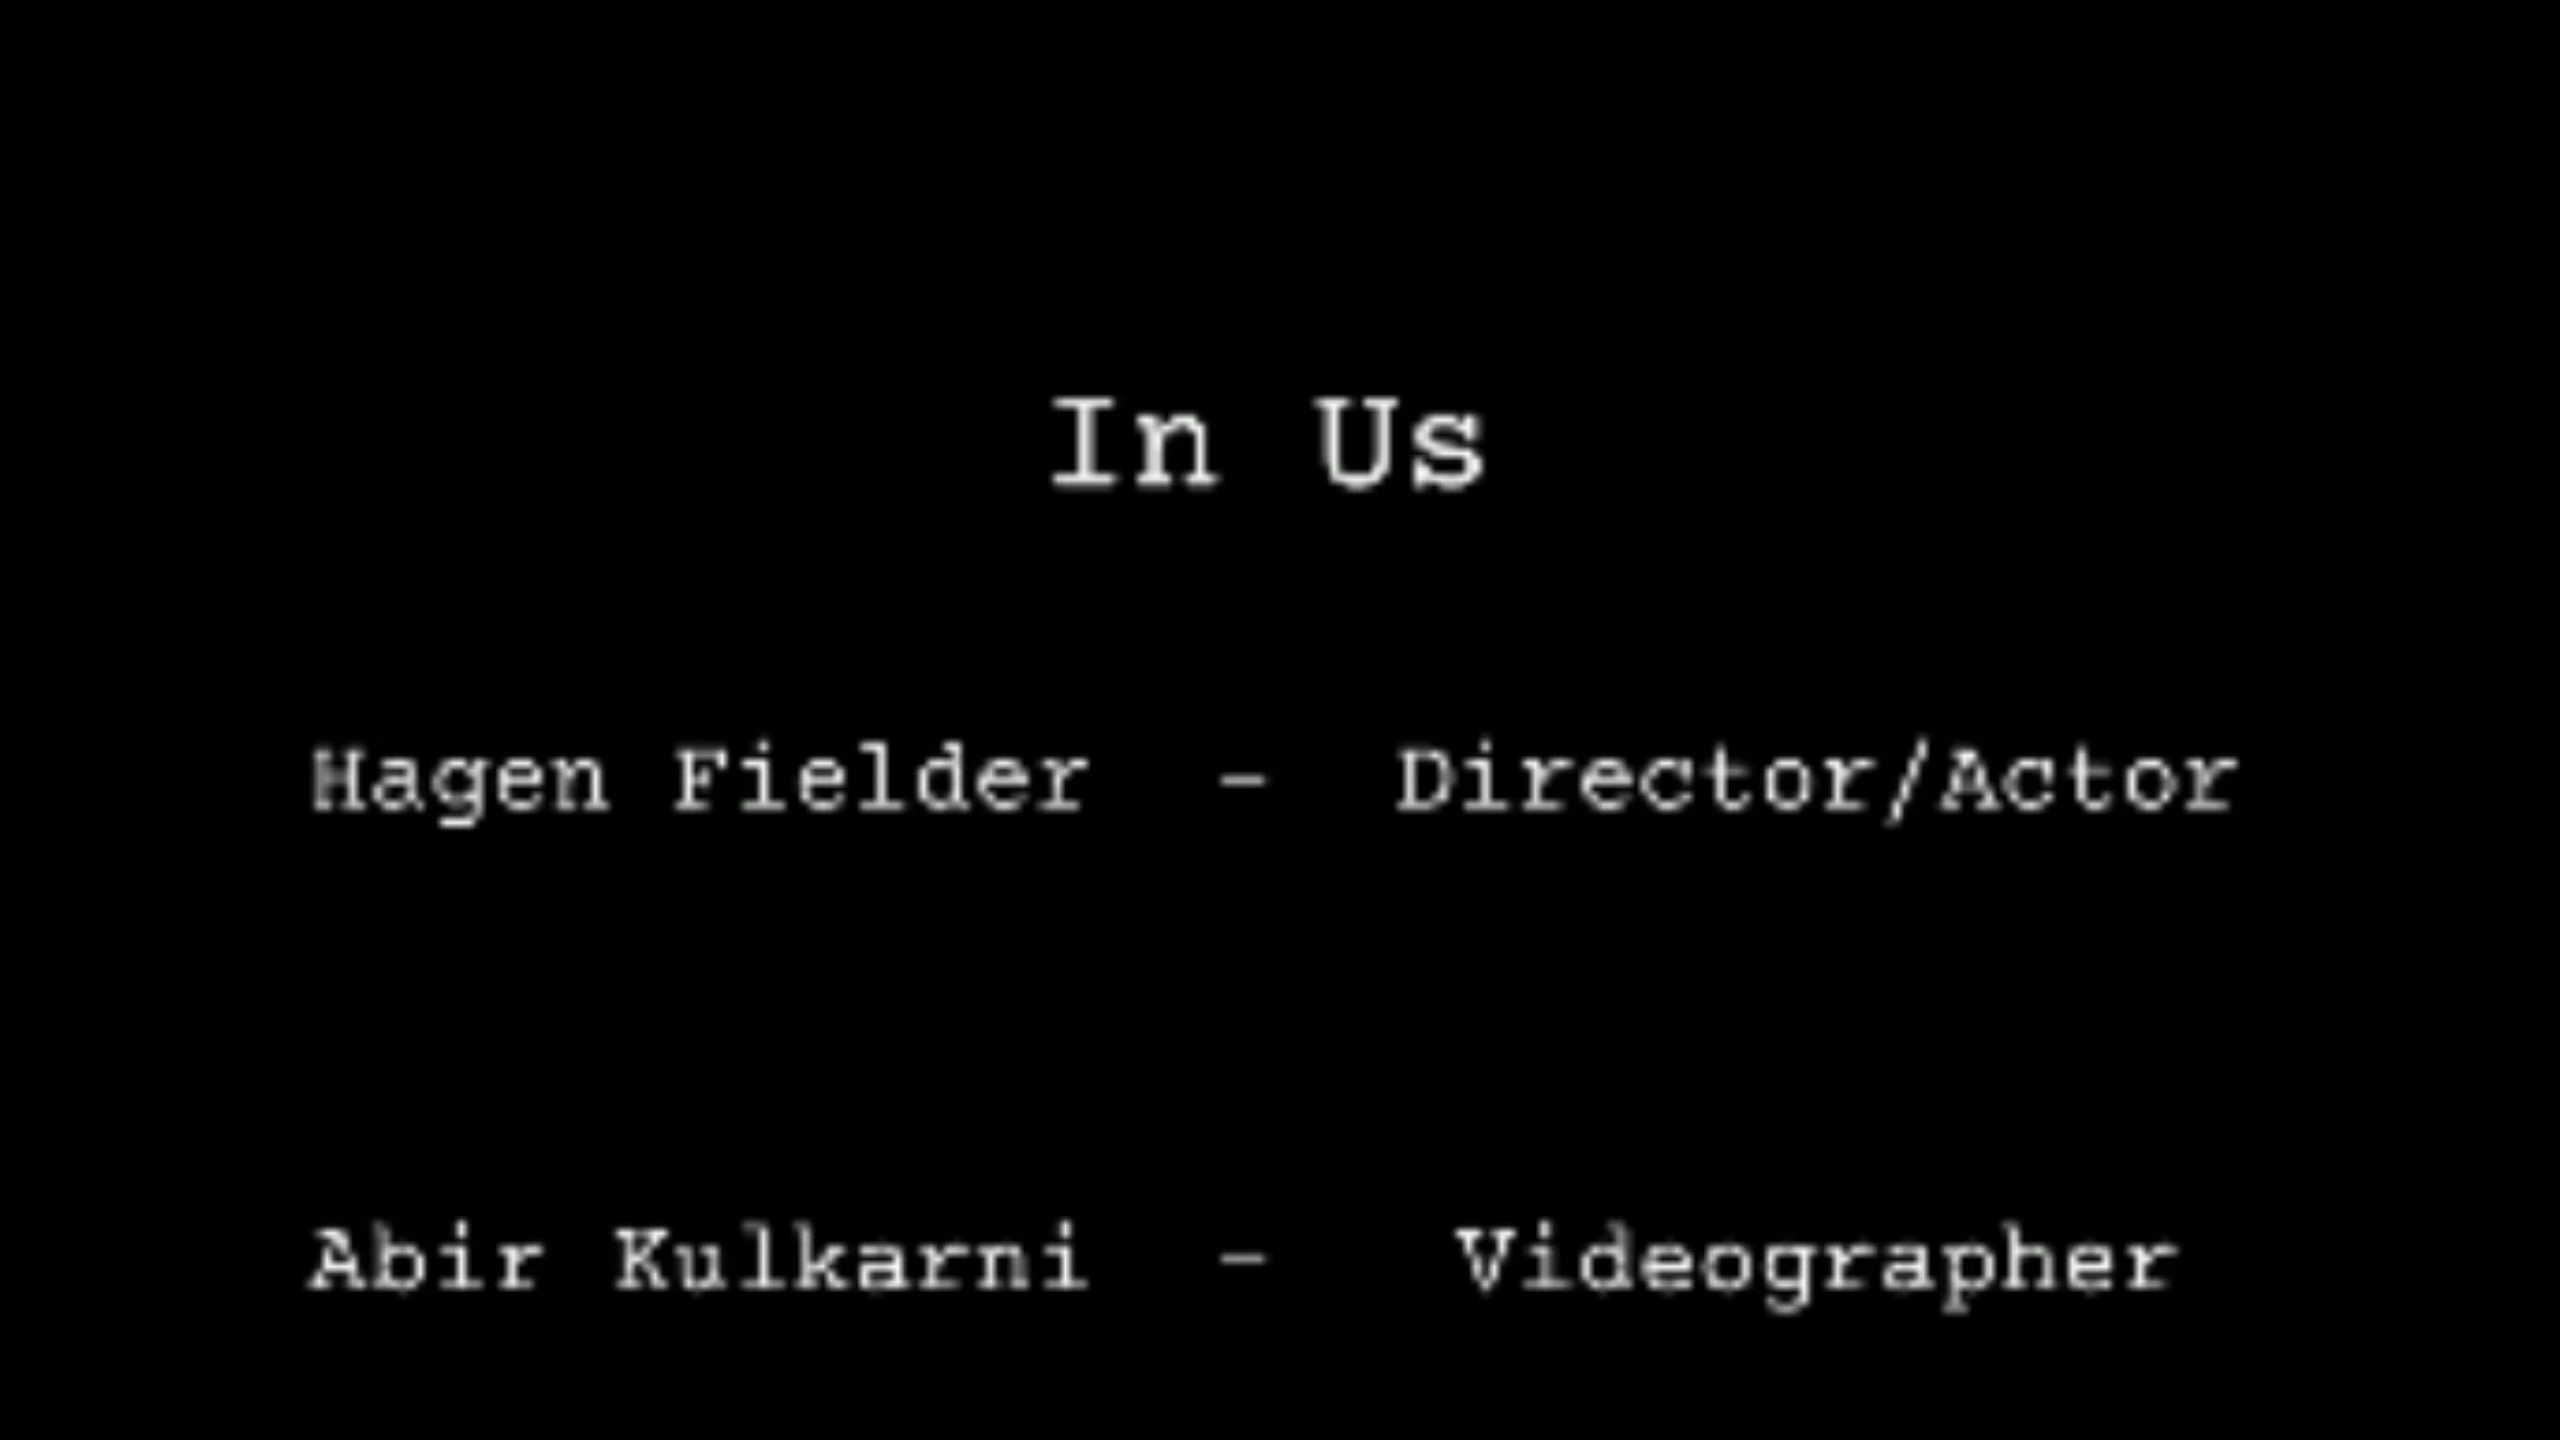 In Us
Hagen Fielder - Director/Actor
Abir Kulkarni - Videographer